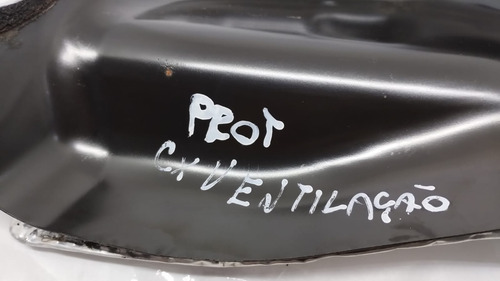 PROT
CX VENTILAÇÃO